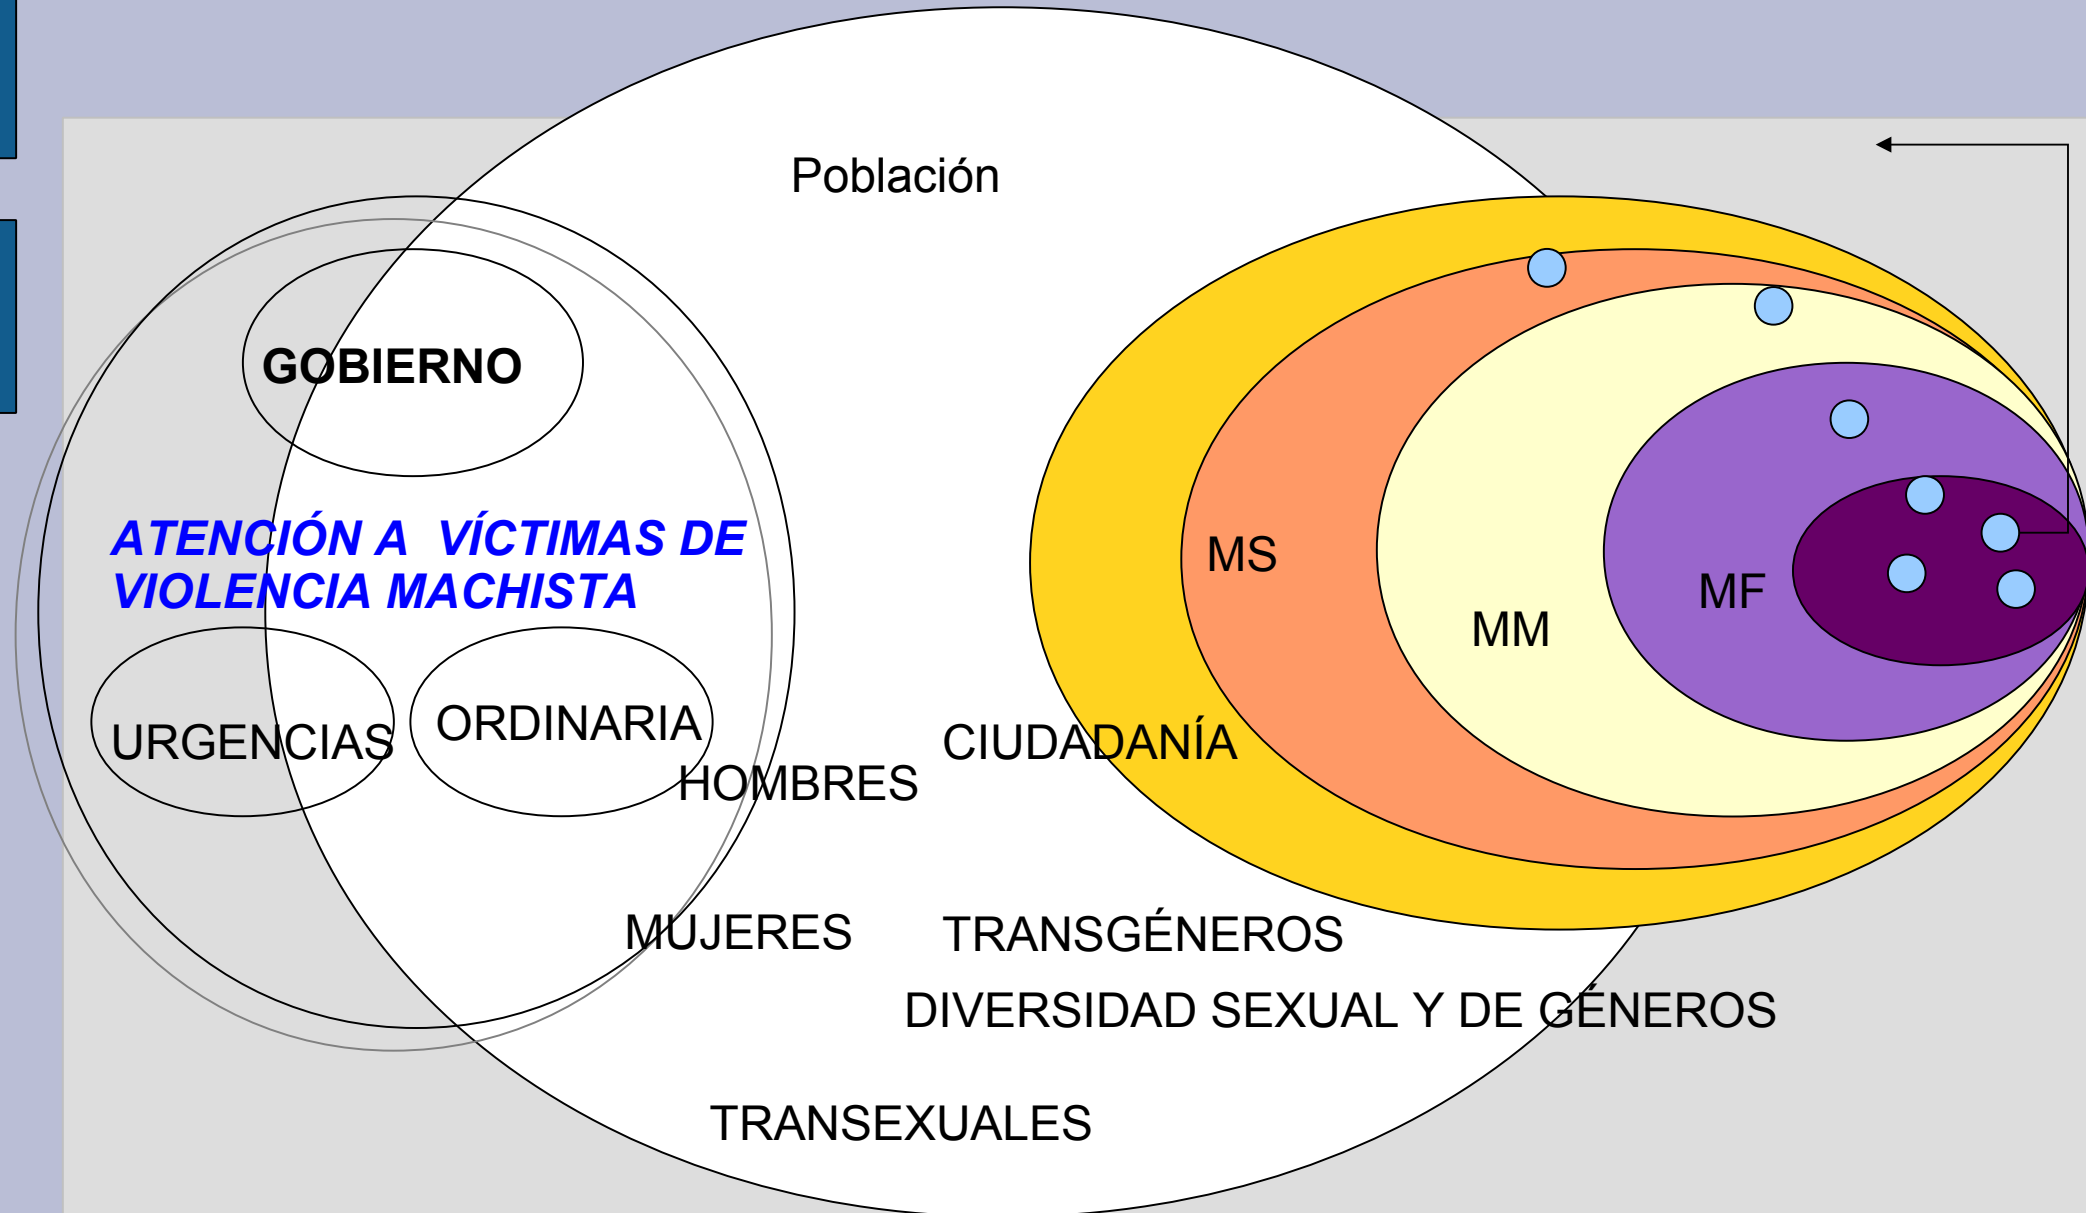 Población
GOBIERNO
ATENCIÓN A VÍCTIMAS DE
VIOLENCIA MACHISTA
MS
MF
MM
URGENCIAS
ORDINARIA
CIUDADANÍA
HOMBRES
MUJERES
TRANSGÉNEROS
DIVERSIDAD SEXUAL Y DE GÉNEROS
TRANSEXUALES